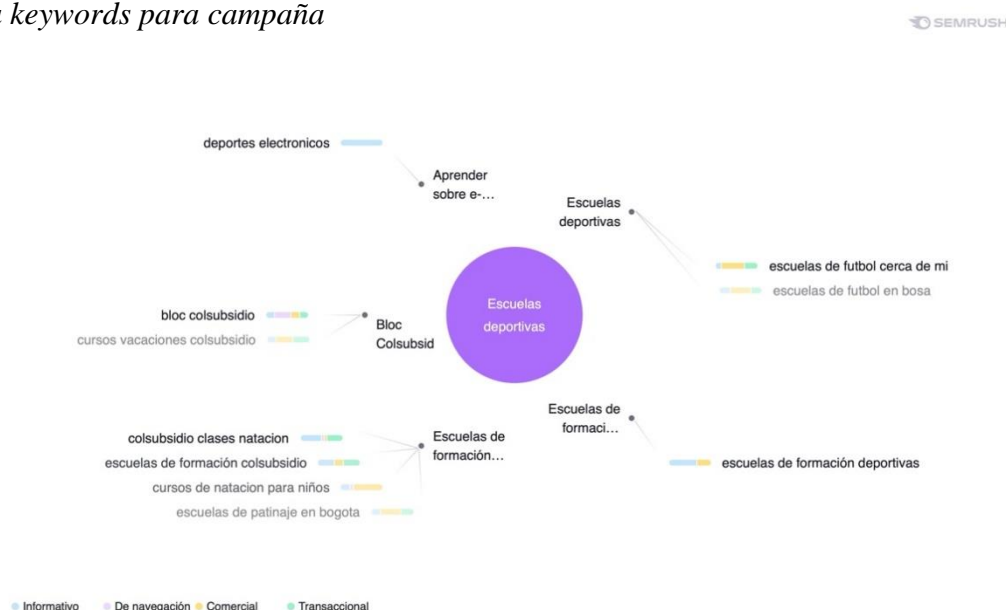 keywords para campaña
SEMRUSH
deportes electronicos
Aprender
sobre e-...
Escuelas
deportivas
escuelas de futbol cerca de mi
escuelas de futbol en bosa
Escuelas
deportivas
bloc colsubsidio
cursos vacaciones colsubsidio
Bloc
Colsubsid
Escuelas de
formaci...
escuelas de formación deportivas
colsubsidio clases natacion
escuelas de formación colsubsidio
cursos de natacion para niños
escuelas de patinaje en bogota
Escuelas de
formación...
Informativo De navegación Comercial Transaccional